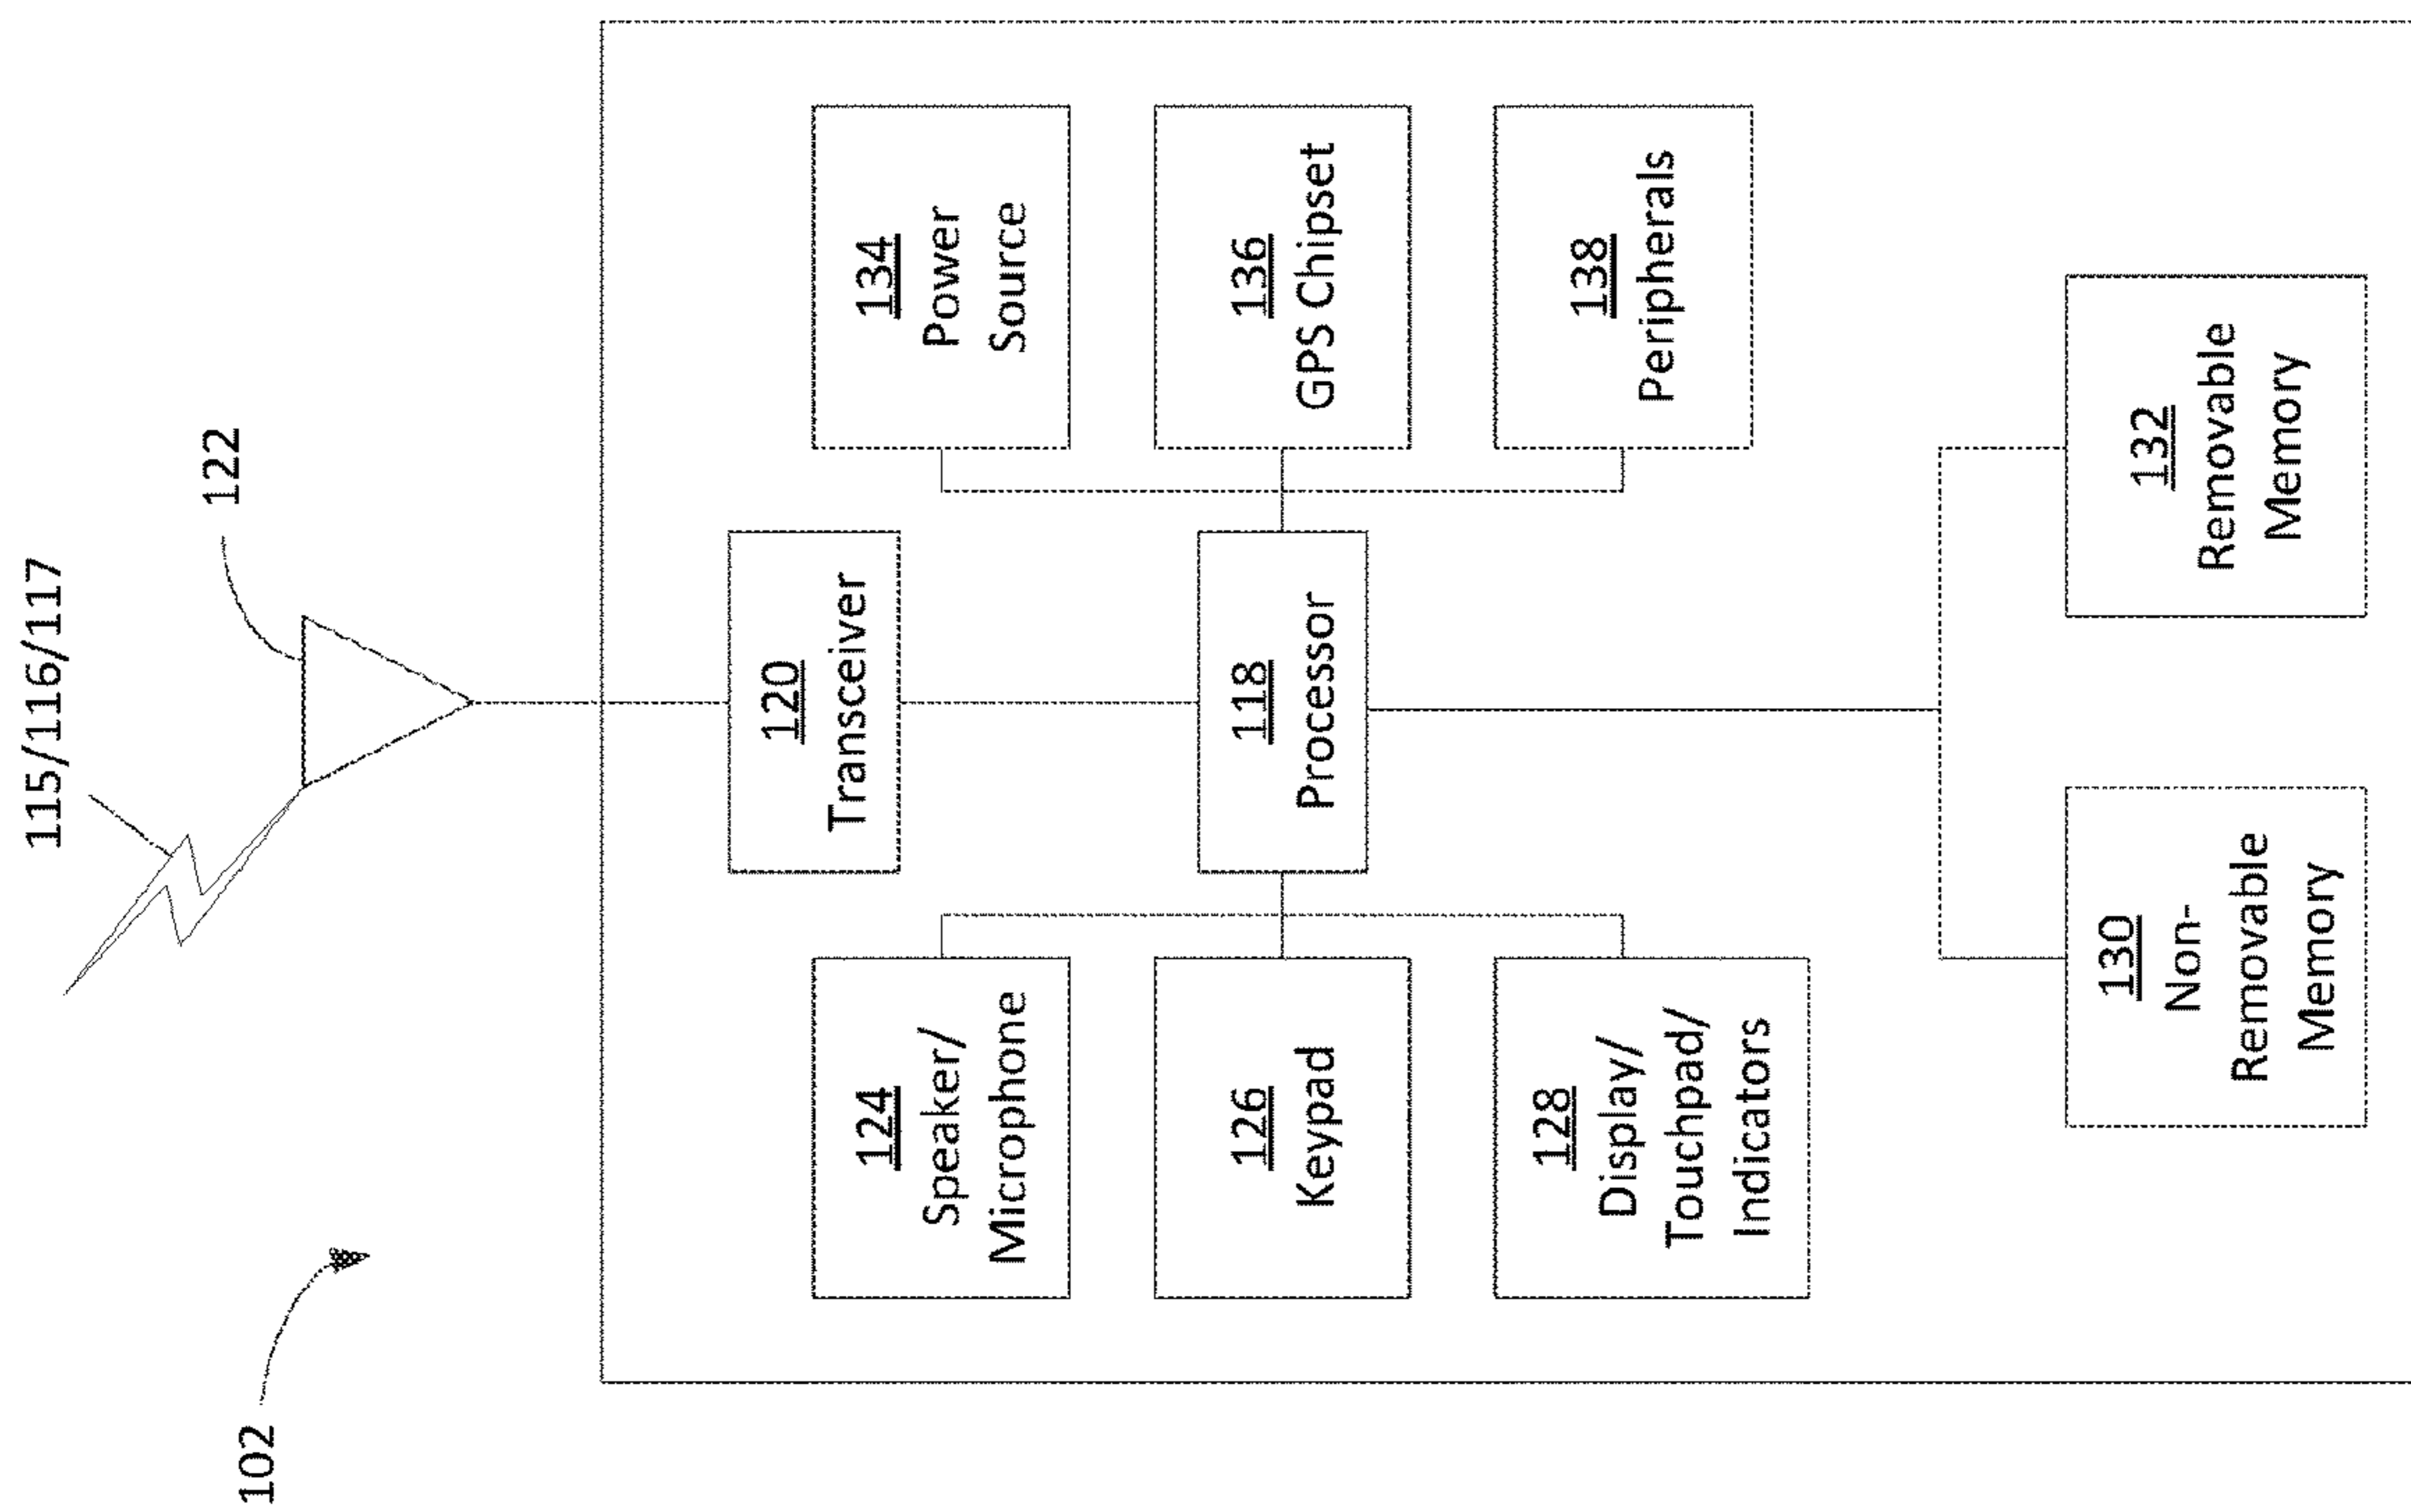 102
115/116/117
122
120
Transceiver
124
Speaker/
Microphone
134
Power
Source
126
Keypad
118
Processor
136
GPS Chipset
128
Display/
Touchpad/
Indicators
138
Peripherals
130
Non-
Removable
Memory
132
Removable
Memory